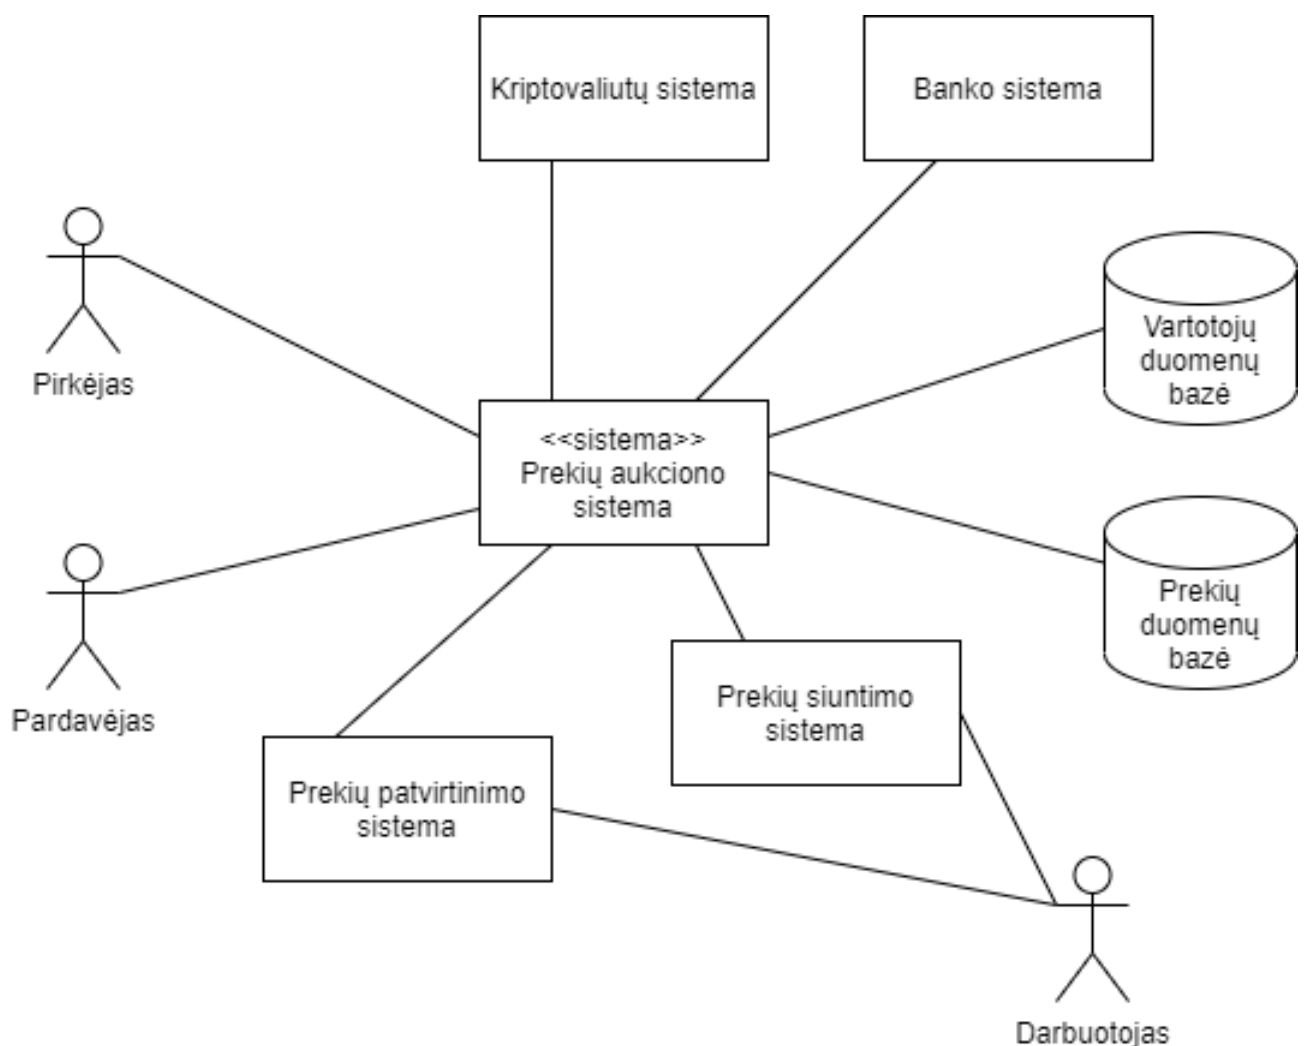 Kriptovaliutų sistema
Banko sistema
Pirkėjas
Vartotojų
duomenų
bazė
<<sistema>>
Prekių aukciono
sistema
Pardavėjas
Prekių
duomenų
bazė
Prekių siuntimo
sistema
Prekių patvirtinimo
sistema
Darbuotojas